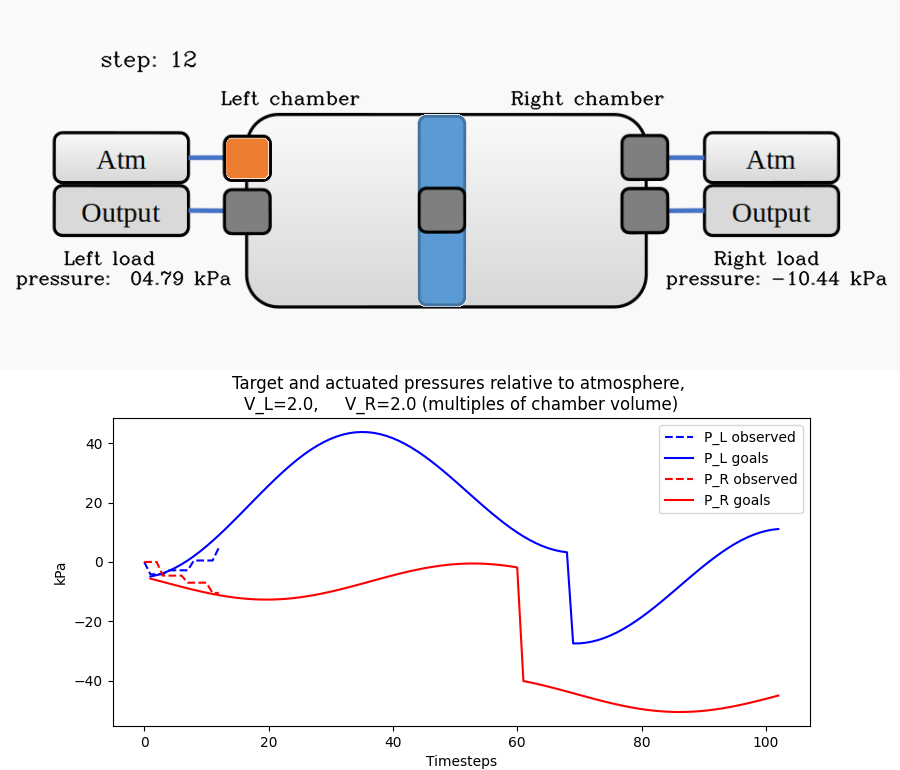 step: 12
Left chamber
Right chamber
Atm
Atm
Output
Output
Left load
pressure: 04.79 kPa
Right load
pressure: −10.44 kPa
Target and actuated pressures relative to atmosphere,
V_L=2.0, V_R=2.0 (multiples of chamber volume)
P_L observed
P_L goals
P_R observed
P_R goals
40
20
0
−20
−40
kPa
0 20 40 60 80 100
Timesteps